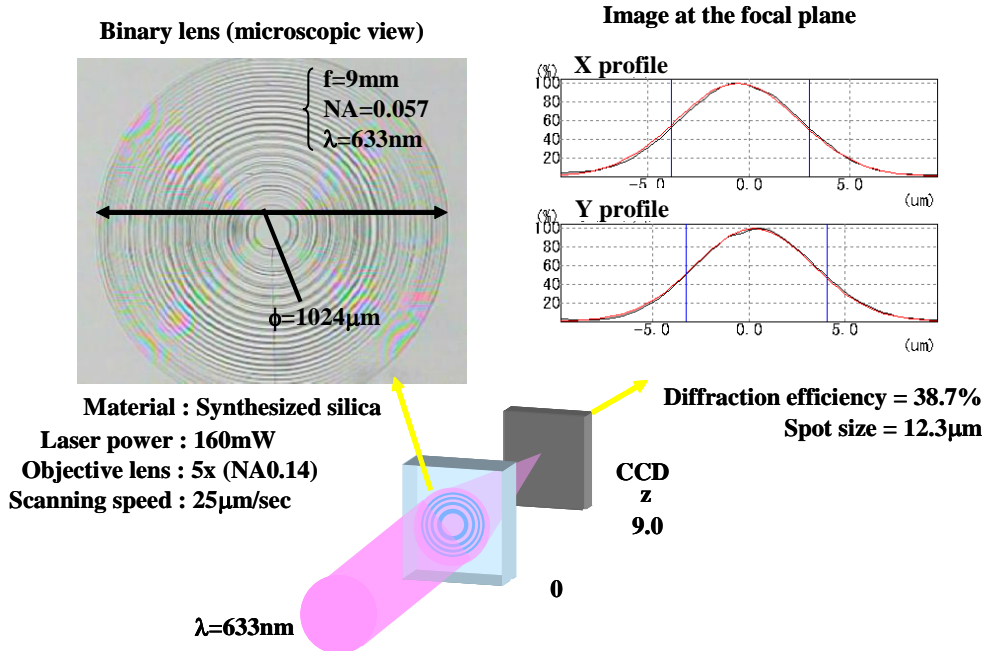 Binary lens (microscopic view)
f=9mm
NA=0.057
λ=633nm
ϕ=1024μm
Image at the focal plane
X profile
(%)
100
80
60
40
20
-5.0 0.0 5.0
(um)
Y profile
(%)
100
80
60
40
20
-5.0 0.0 5.0
(um)
Material : Synthesized silica
Laser power : 160mW
Objective lens : 5x (NA0.14)
Scanning speed : 25μm/sec
Diffraction efficiency = 38.7%
Spot size = 12.3μm
CCD
z
9.0
0
λ=633nm